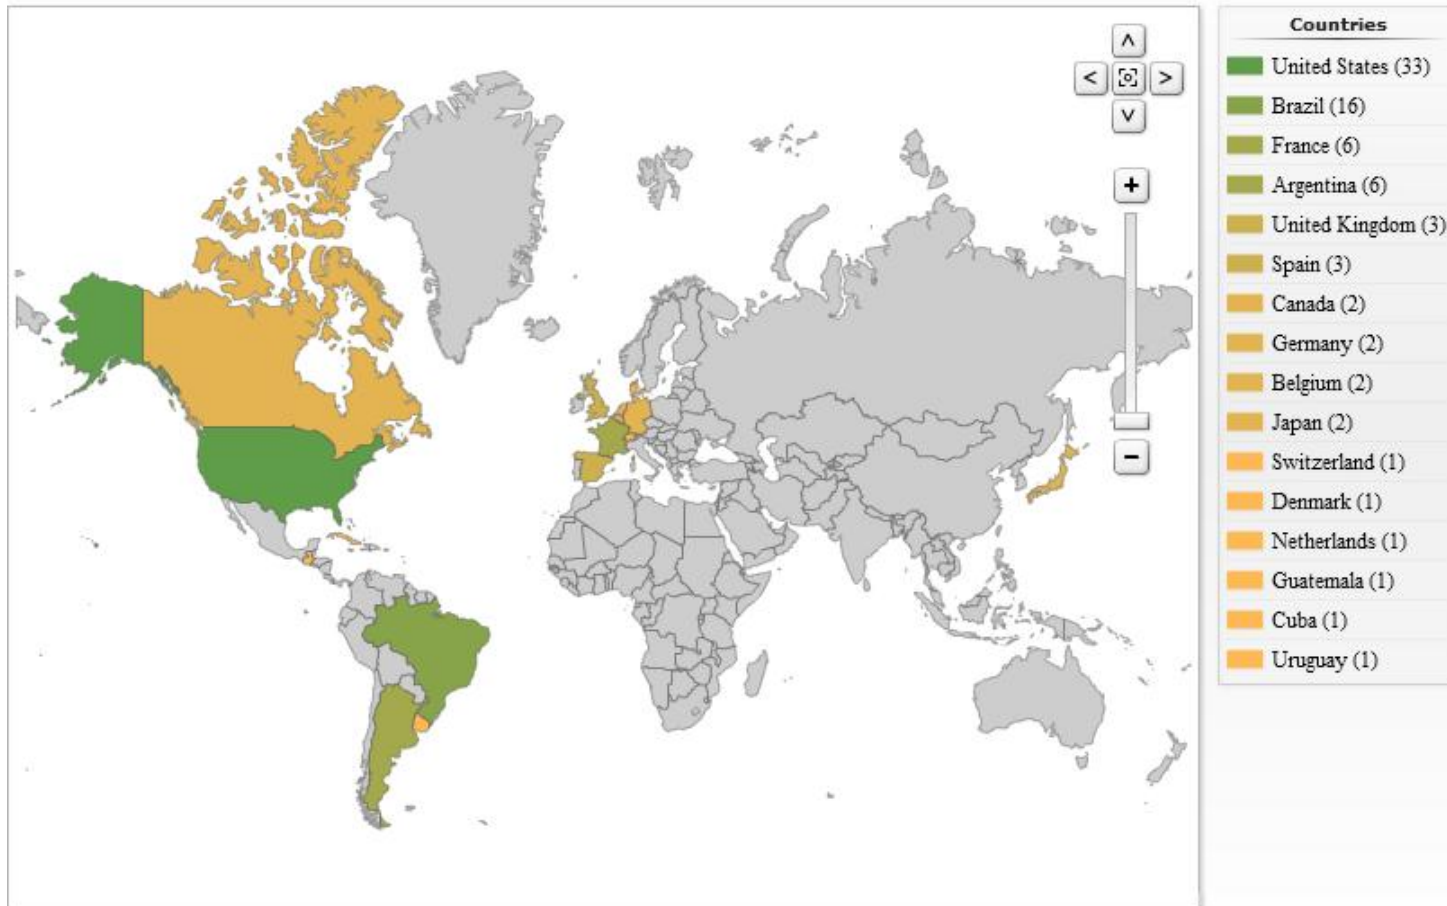 Countries
United States (33)
Brazil (16)
France (6)
Argentina (6)
United Kingdom (3)
Spain (3)
Canada (2)
Germany (2)
Belgium (2)
Japan (2)
Switzerland (1)
Denmark (1)
Netherlands (1)
Guatemala (1)
Cuba (1)
Uruguay (1)